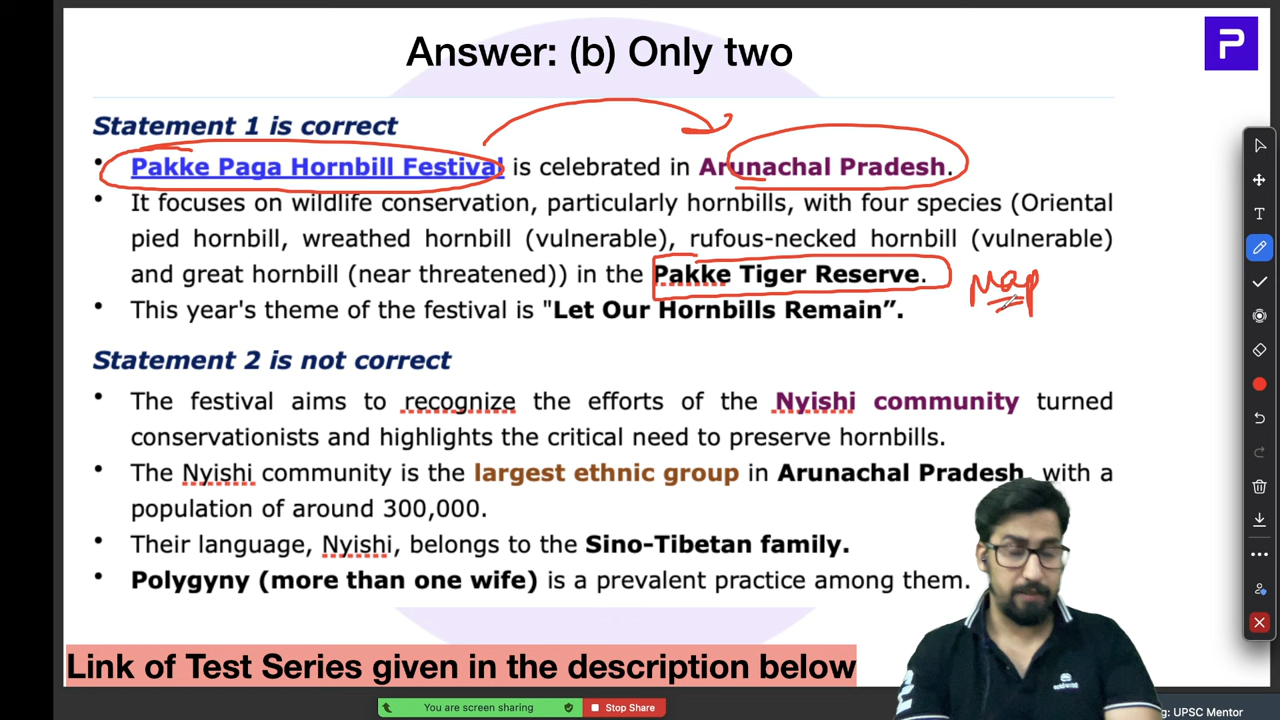 Answer: (b) Only two
P
Statement 1 is correct
• Pakke Paga Hornbill Festival is celebrated in Arunachal Pradesh.
• It focuses on wildlife conservation, particularly hornbills, with four species (Oriental
pied hornbill, wreathed hornbill (vulnerable), rufous-necked hornbill (vulnerable)
and great hornbill (near threatened)) in the Pakke Tiger Reserve.
Map
• This year's theme of the festival is "Let Our Hornbills Remain”.
Statement 2 is not correct
• The festival aims to recognize the efforts of the Nyishi community turned
conservationists and highlights the critical need to preserve hornbills.
• The Nyishi community is the largest ethnic group in Arunachal Pradesh, with a
population of around 300,000.
• Their language, Nyishi, belongs to the Sino-Tibetan family.
• Polygyny (more than one wife) is a prevalent practice among them.
Link of Test Series given in the description below
You are screen sharing
Stop Share
ng: UPSC Mentor